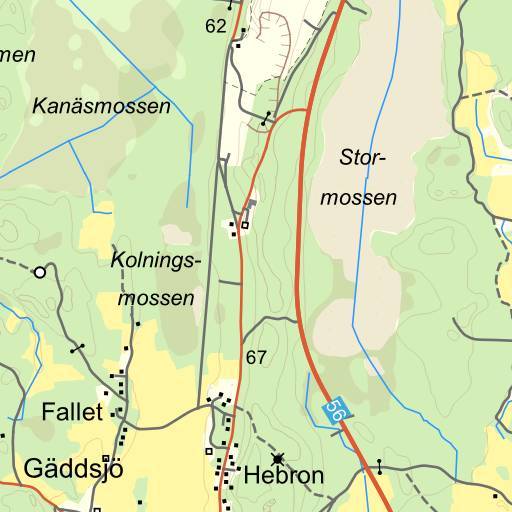 62
men
Kanäsmossen
Stor-
mossen
Kolnings-
mossen
67
56
Fallet
Gäddsjö
Hebron